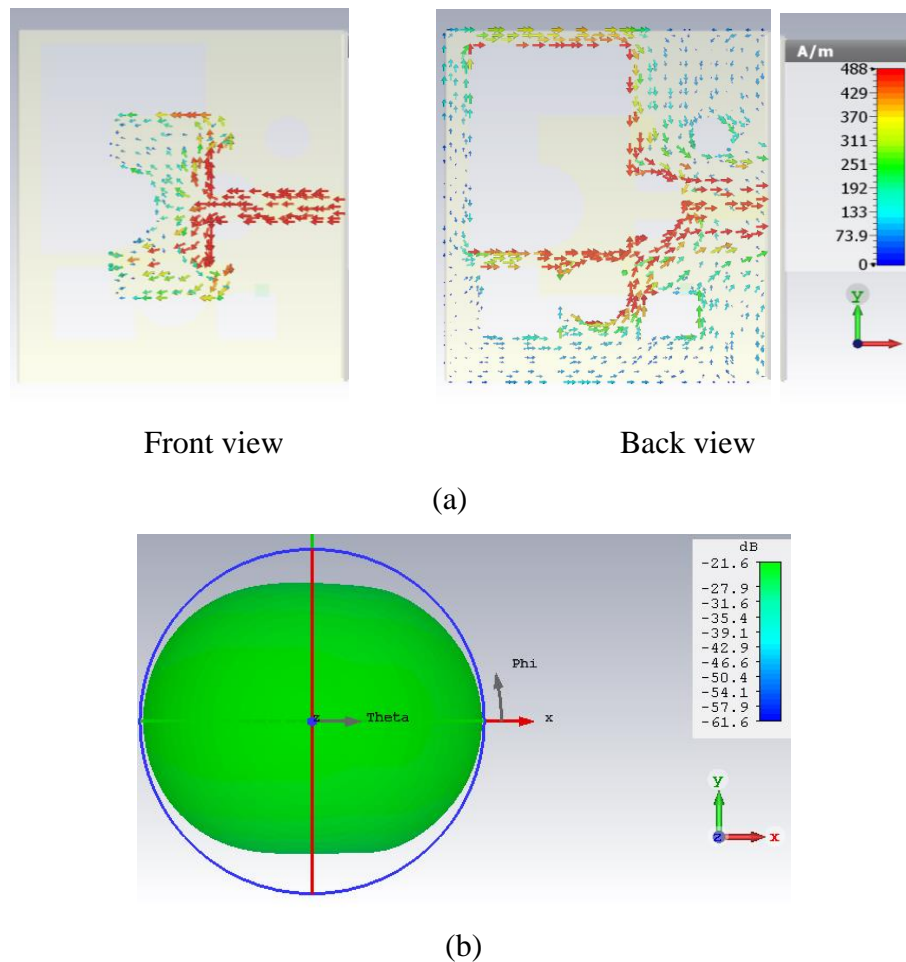 A/m
488
429
370
311
251
192
133
73.9
0
y
Front view
Back view
(a)
dB
-21.6
-27.9
-31.6
-35.4
-39.1
-42.9
-46.6
-50.4
-54.1
-57.9
-61.6
Phi
z Theta x
y
z x
(b)